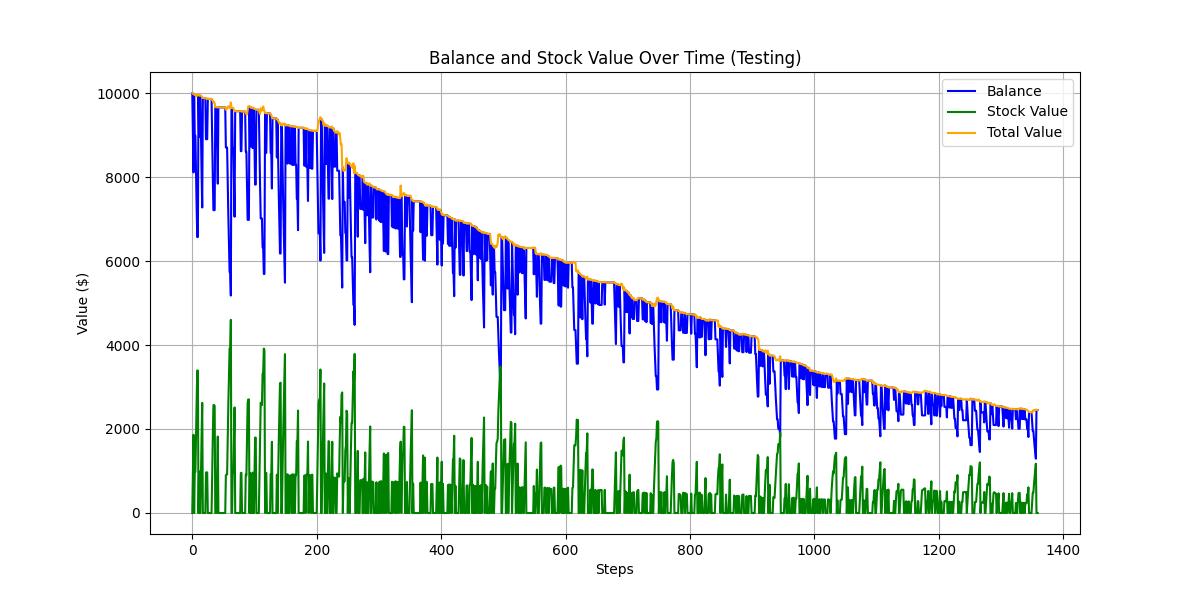 Balance and Stock Value Over Time (Testing)
Balance
Stock Value
Total Value
Value ($)
10000
8000
6000
4000
2000
0
0 200 400 600 800 1000 1200 1400
Steps